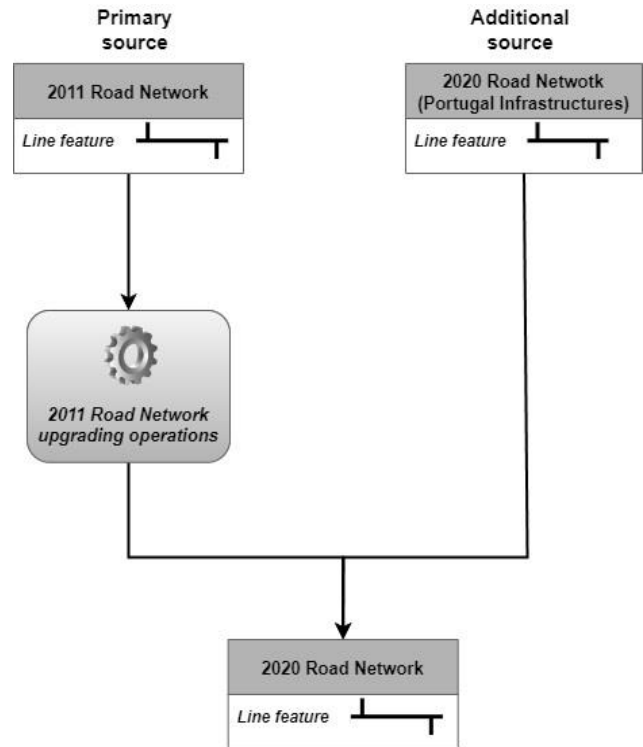 Primary
source
Additional
source
2011 Road Network
Line feature
2020 Road Netwotk
(Portugal Infrastructures)
Line feature
2011 Road Network
upgrading operations
2020 Road Network
Line feature